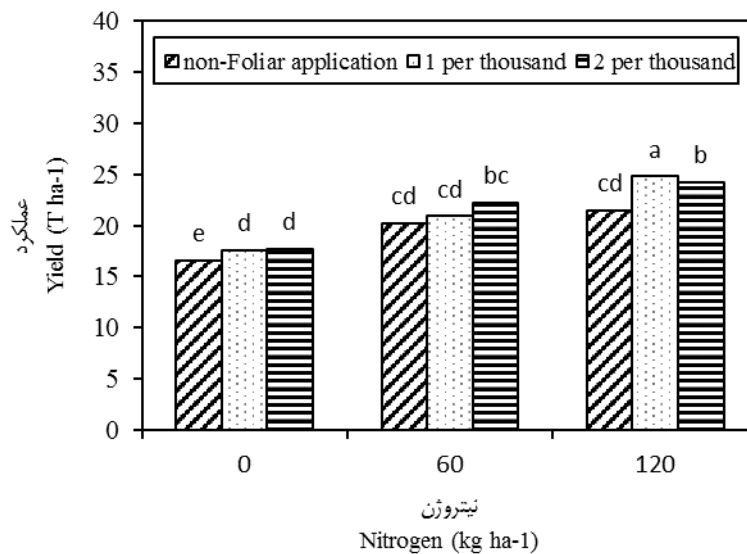 40
35
30
25
20
15
10
5
0
non-Foliar application 1 per thousand 2 per thousand
e d d
cd cd bc
cd a b
0 60 120
عملکرد
Yield (T ha-1)
نیتروژن
Nitrogen (kg ha-1)